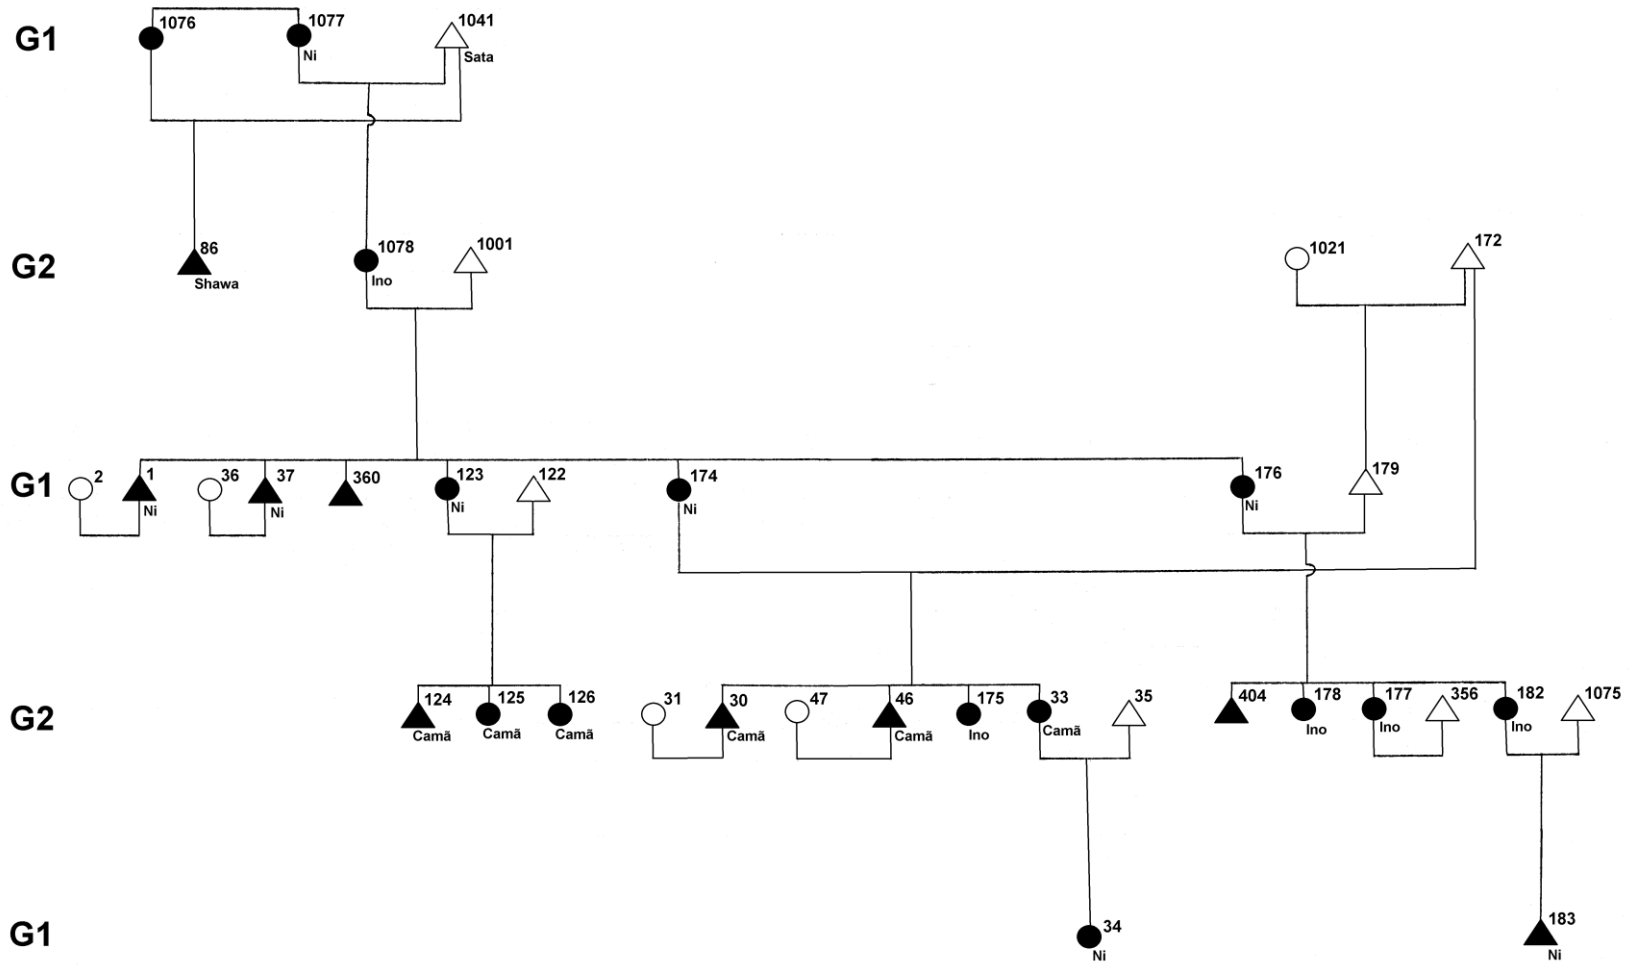 G1 1076 1077 1041
Ni Sata
G2 86 1078 1001 1021 172
Shawa Ino
G1 2 1 36 37 360 123 122 174 176 179
Ni Ni Ni Ni Ni
G2 124 125 126 31 30 47 46 175 33 35 404 178 177 356 182 1075
Camã Camã Camã Camã Camã Ino Camã Ino Ino Ino
G1 34 183
Ni Ni